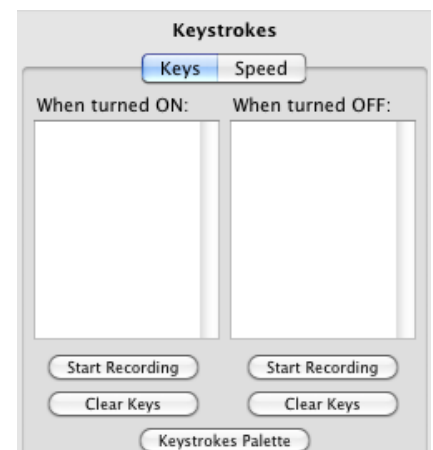 Keystrokes
Keys Speed
When turned ON: When turned OFF:
Start Recording Start Recording
Clear Keys Clear Keys
Keystrokes Palette